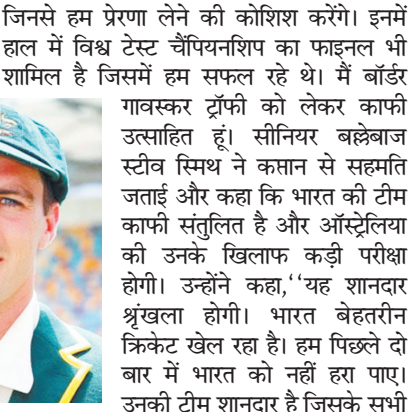 जिनसे हम प्रेरणा लेने की कोशिश करेंगे। इनमें
हाल में विश्व टेस्ट चैंपियनशिप का फाइनल भी
शामिल है जिसमें हम सफल रहे थे। मैं बॉर्डर
गावस्कर ट्रॉफी को लेकर काफी
उत्साहित हूं। सीनियर बल्लेबाज
स्टीव स्मिथ ने कप्तान से सहमति
जताई और कहा कि भारत की टीम
काफी संतुलित है और ऑस्ट्रेलिया
की उनके खिलाफ कड़ी परीक्षा
होगी। उन्होंने कहा,‘‘यह शानदार
श्रृंखला होगी। भारत बेहतरीन
क्रिकेट खेल रहा है। हम पिछले दो
बार में भारत को नहीं हरा पाए।
उनकी टीम शानदार है जिसके सभी